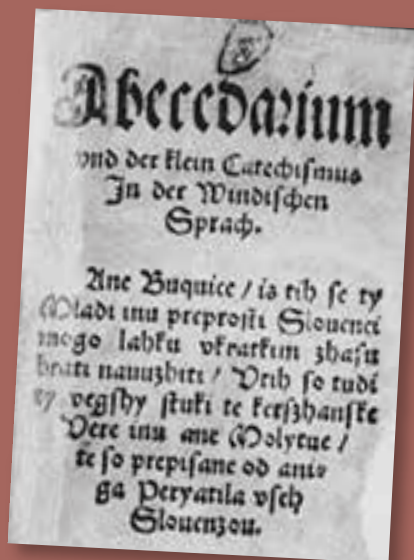 Abecedarium
vnd der klein Catechiſmus
In der Windiſchen
Sprach.
Ane Buquice / is tih ſe ty
Mladi inu preproſti Slouenci
mogo lahku vkratkim zhaſu
brati nauuzhiti / Vtih ſo tudi
ty vegſhy ſtuki te kerſzhanſke
Vere inu ane Molytue /
te ſo prepiſane od aniz
ga Peryatila vſeh
Slouenzou.